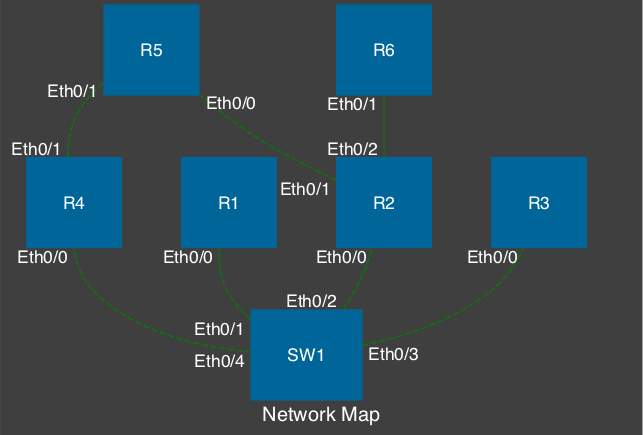 R5
R6
Eth0/1
Eth0/0
Eth0/1
Eth0/1
Eth0/2
Eth0/1
R4
R1
R2
R3
Eth0/0
Eth0/0
Eth0/0
Eth0/0
Eth0/2
Eth0/1
Eth0/4
SW1
Eth0/3
Network Map